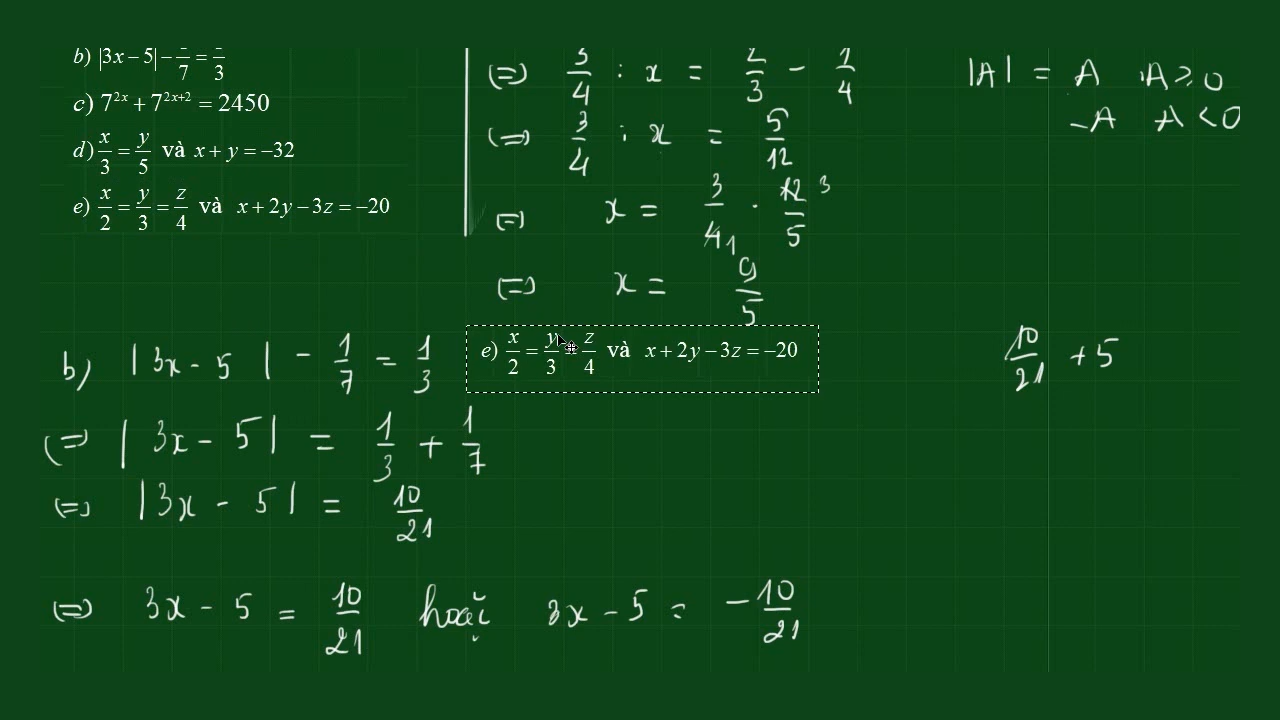 b) |3x − 5| − 1/7 = 1/3
c) 7^{2x} + 7^{2x+2} = 2450
d) x/3 = y/5 và x + y = −32
e) x/2 = y/3 = z/4 và x + 2y − 3z = −20
(=) 3/4 : x = 2/3 − 1/4
(=) 3/4 : x = 5/12
(=) x = 3/4 1 . 12/5 3
(=) x = 9/5
|A| = A A ≥ 0
−A A < 0
e) x/2 = y/3 = z/4 và x + 2y − 3z = −20
10/21 + 5
b) |3x − 5| − 1/7 = 1/3
(=) |3x − 5| = 1/3 + 1/7
(=) |3x − 5| = 10/21
(=) 3x − 5 = 10/21 hoặc 3x − 5 = −10/21